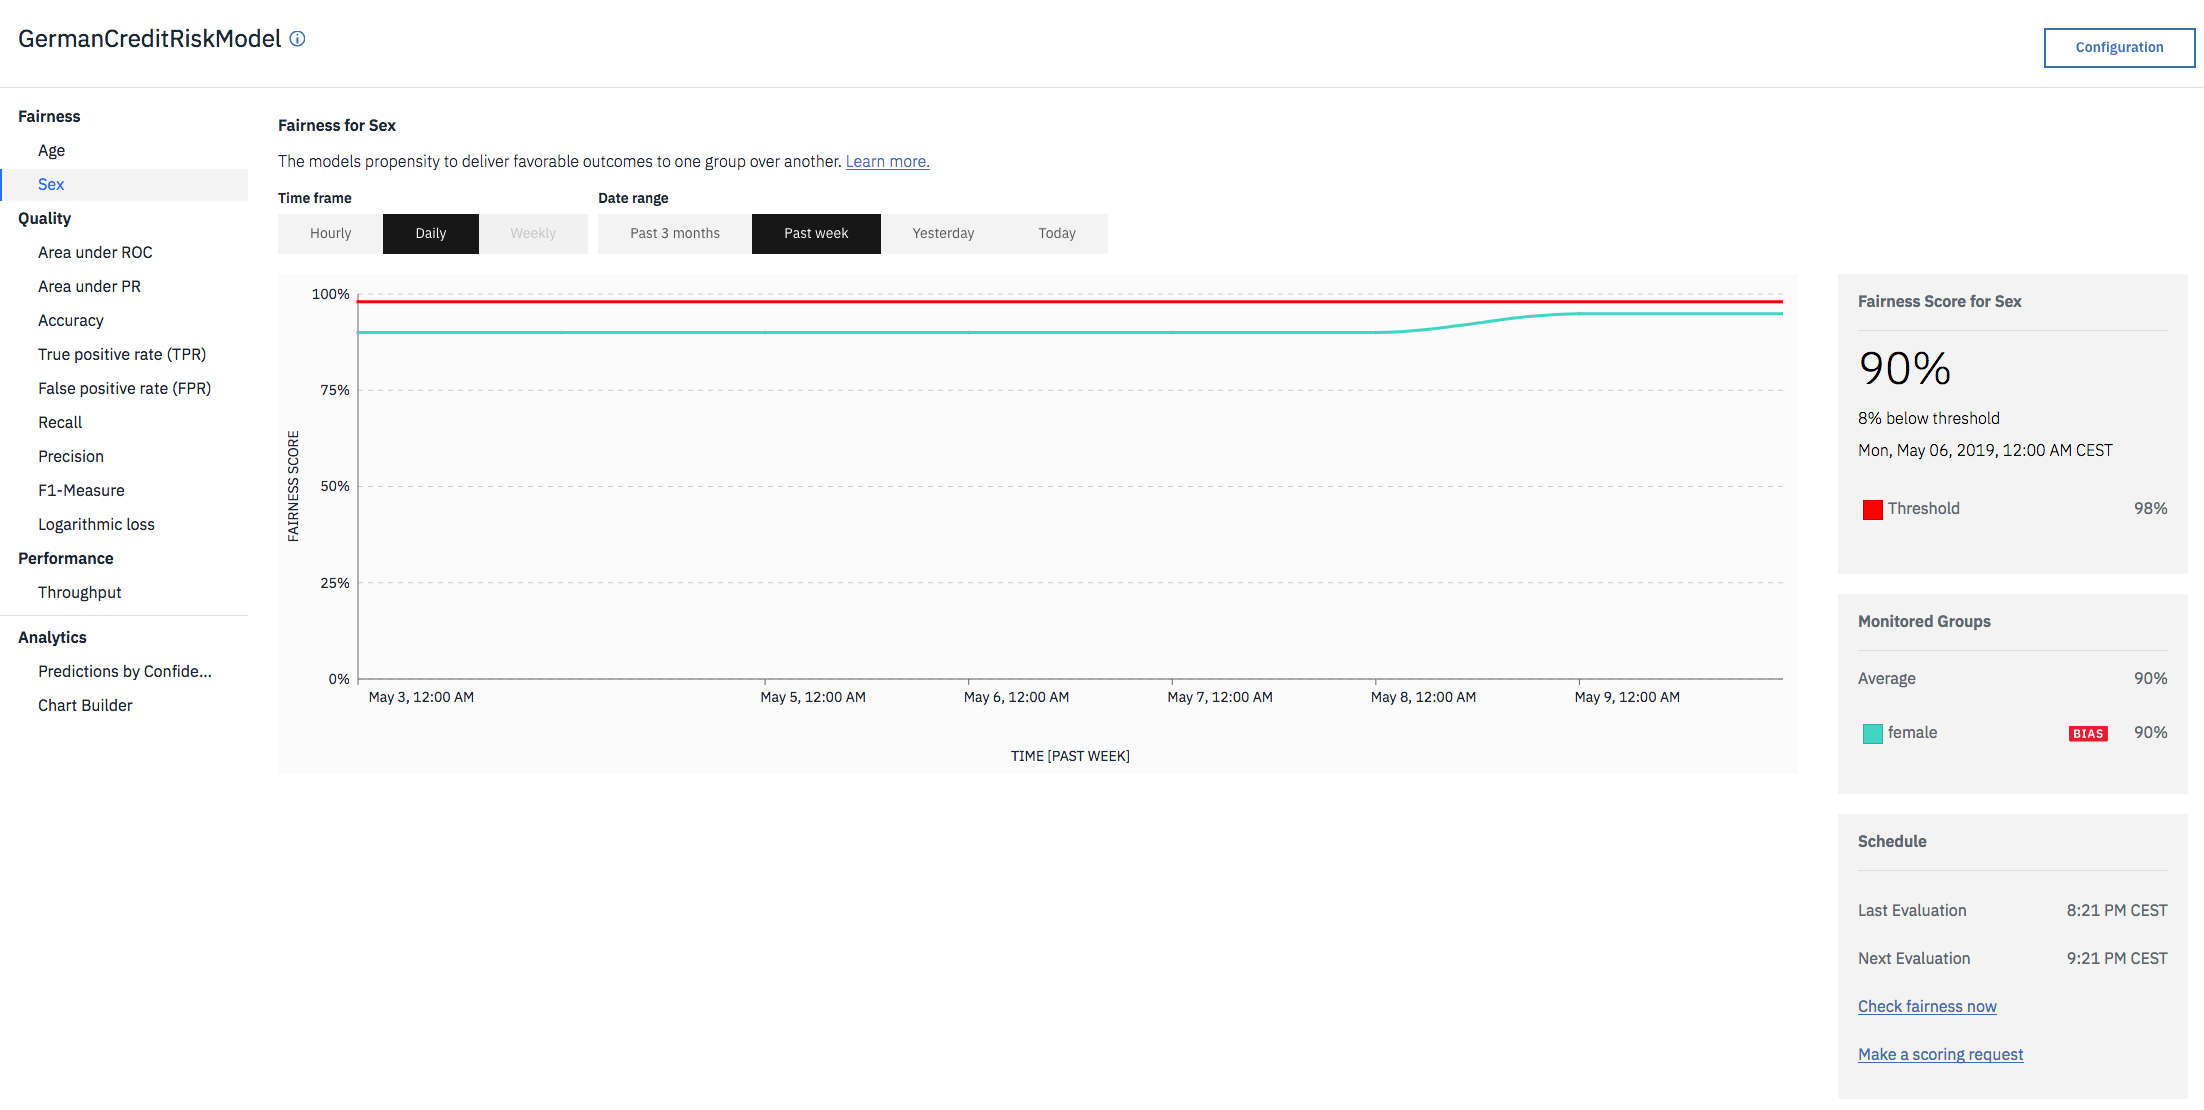 GermanCreditRiskModel
Configuration
Fairness
Age
Sex
Quality
Area under ROC
Area under PR
Accuracy
True positive rate (TPR)
False positive rate (FPR)
Recall
Precision
F1-Measure
Logarithmic loss
Performance
Throughput
Analytics
Predictions by Confide...
Chart Builder
Fairness for Sex
The models propensity to deliver favorable outcomes to one group over another. Learn more.
Time frame
Date range
Hourly
Daily
Weekly
Past 3 months
Past week
Yesterday
Today
100%
75%
50%
25%
0%
FAIRNESS SCORE
May 3, 12:00 AM
May 5, 12:00 AM
May 6, 12:00 AM
May 7, 12:00 AM
May 8, 12:00 AM
May 9, 12:00 AM
TIME [PAST WEEK]
Fairness Score for Sex
90%
8% below threshold
Mon, May 06, 2019, 12:00 AM CEST
Threshold 98%
Monitored Groups
Average 90%
female BIAS 90%
Schedule
Last Evaluation 8:21 PM CEST
Next Evaluation 9:21 PM CEST
Check fairness now
Make a scoring request